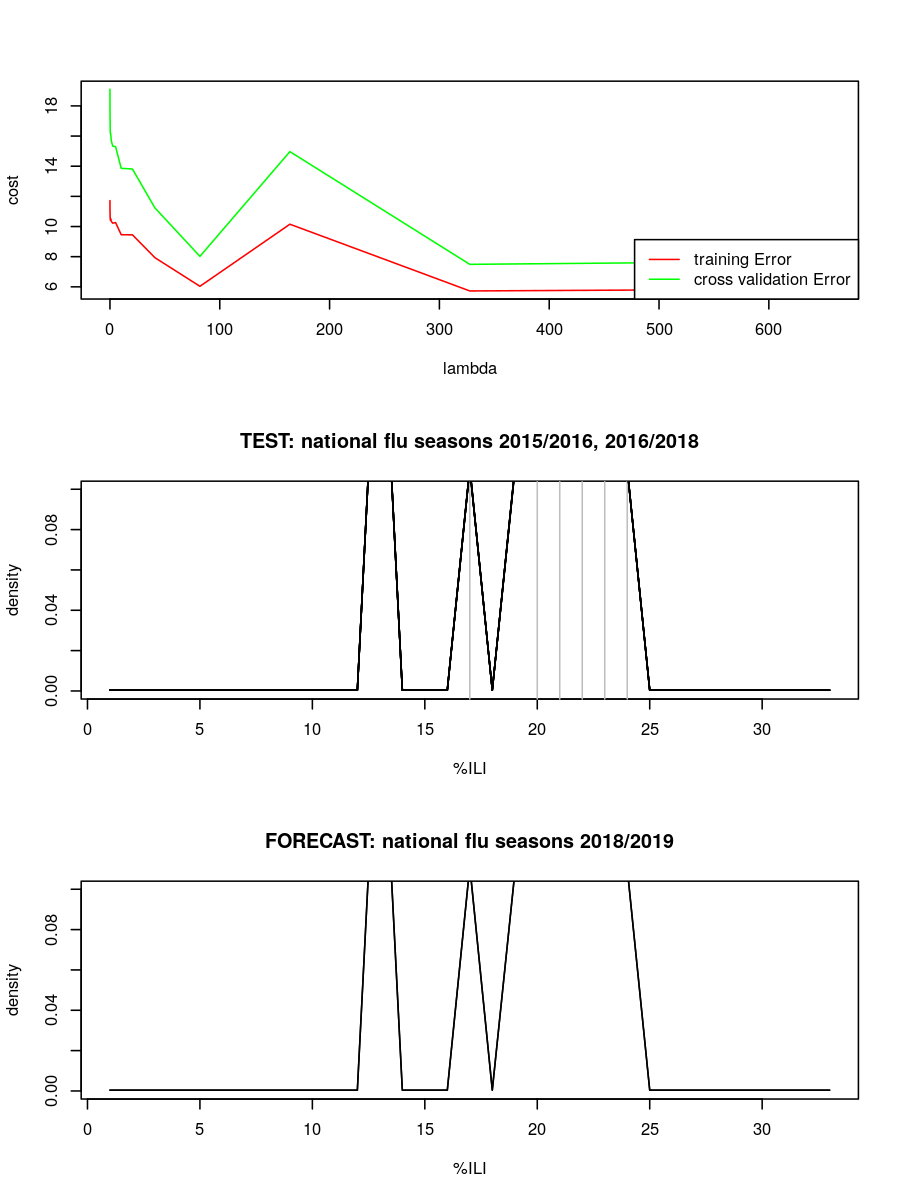 cost
18
14
10
8
6
training Error
cross validation Error
0 100 200 300 400 500 600
lambda
TEST: national flu seasons 2015/2016, 2016/2018
density
0.08
0.04
0.00
0 5 10 15 20 25 30
%ILI
FORECAST: national flu seasons 2018/2019
density
0.08
0.04
0.00
0 5 10 15 20 25 30
%ILI